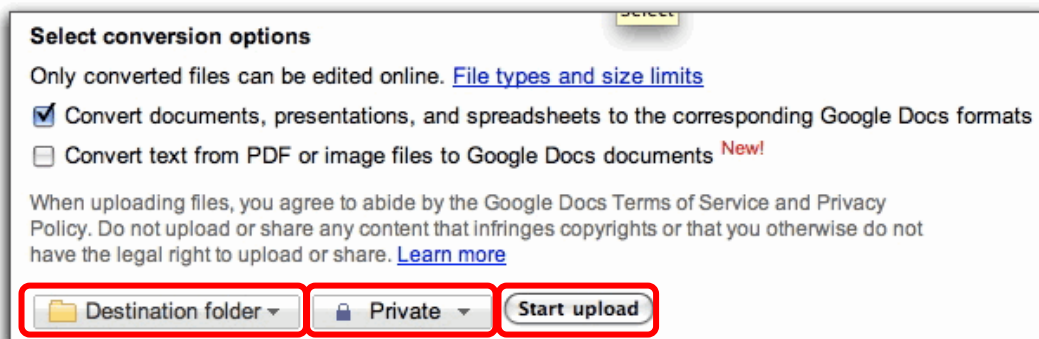 Select
Select conversion options
Only converted files can be edited online. File types and size limits
Convert documents, presentations, and spreadsheets to the corresponding Google Docs formats
Convert text from PDF or image files to Google Docs documents New!
When uploading files, you agree to abide by the Google Docs Terms of Service and Privacy
Policy. Do not upload or share any content that infringes copyrights or that you otherwise do not
have the legal right to upload or share. Learn more
Destination folder Private Start upload